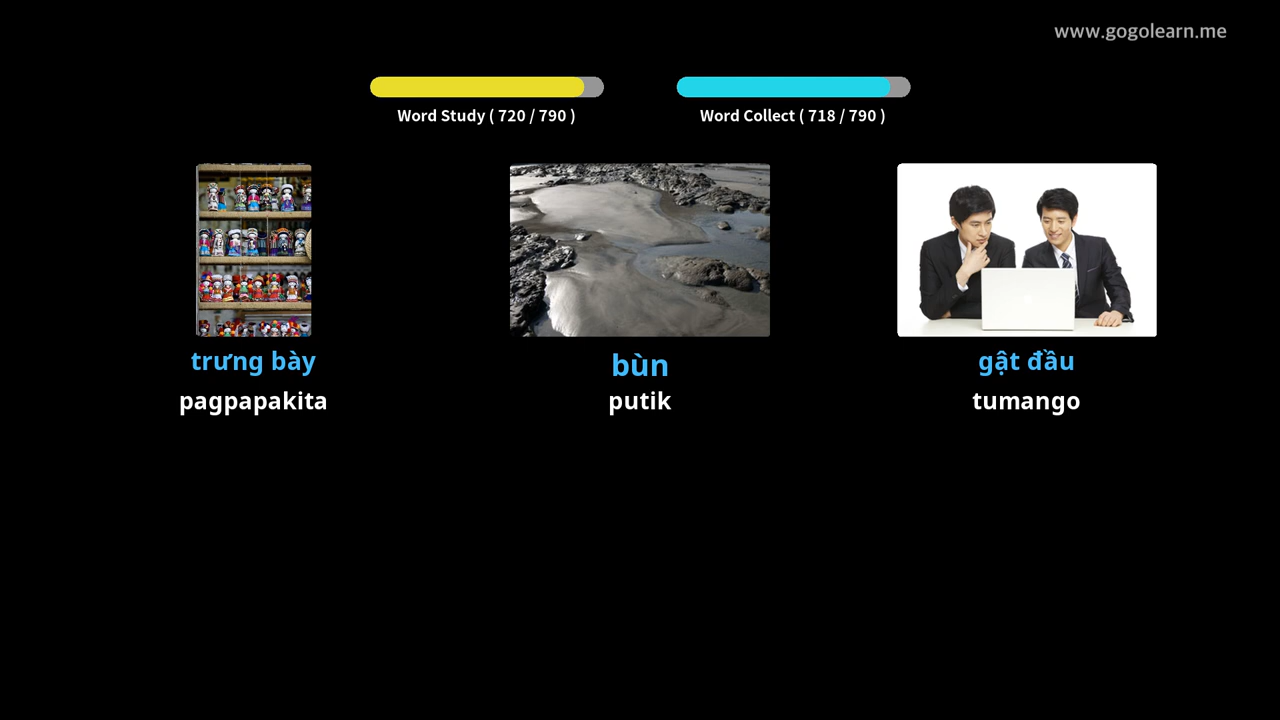 www.gogolearn.me
Word Study ( 720 / 790 )
Word Collect ( 718 / 790 )
trưng bày
pagpapakita
bùn
putik
gật đầu
tumango